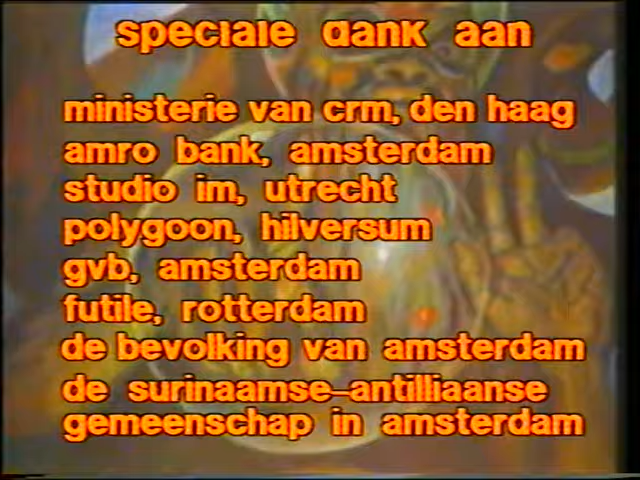 speciale dank aan
ministerie van crm, den haag
amro bank, amsterdam
studio im, utrecht
polygoon, hilversum
gvb, amsterdam
futile, rotterdam
de bevolking van amsterdam
de surinaamse-antilliaanse
gemeenschap in amsterdam